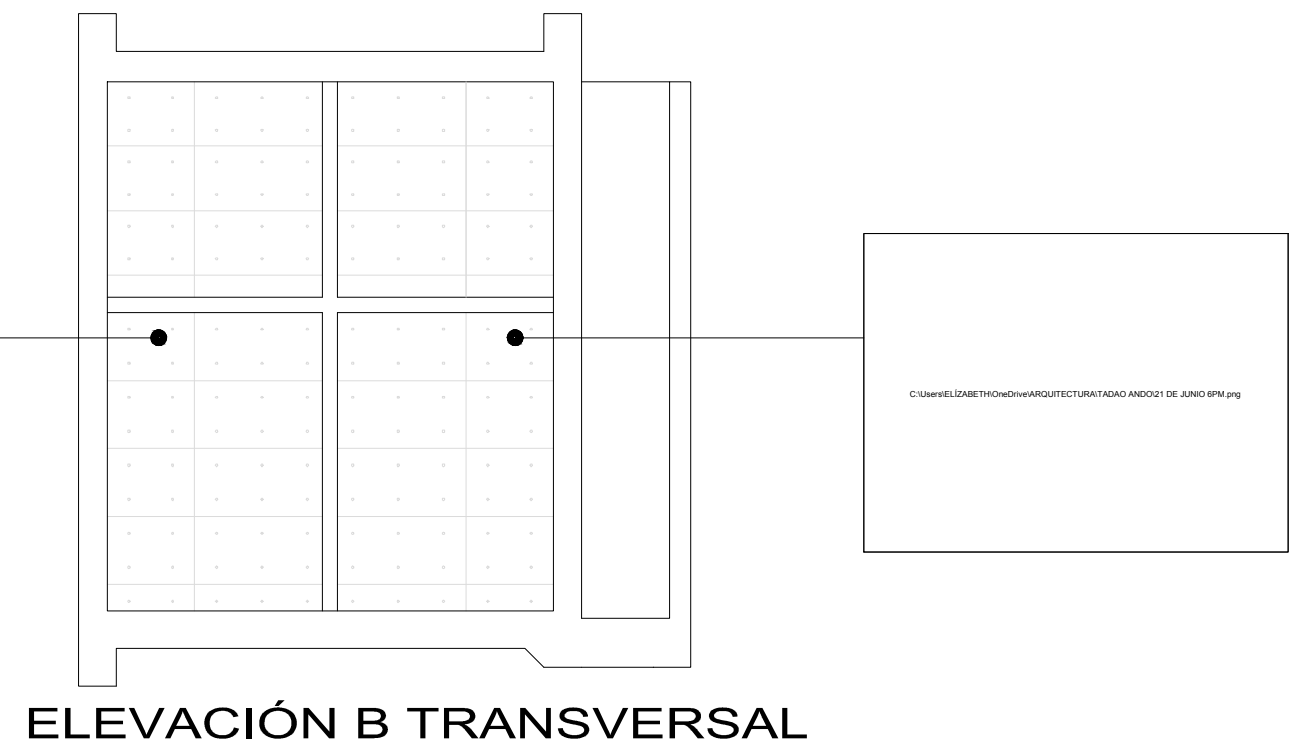 C:\Users\ELÍZABETH\OneDrive\ARQUITECTURA\TADAO ANDO\21 DE JUNIO 6PM.png
ELEVACIÓN B TRANSVERSAL